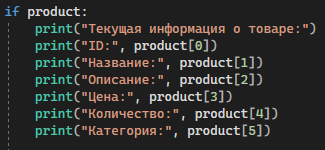 if product:
    print("Текущая информация о товаре:")
    print("ID:", product[0])
    print("Название:", product[1])
    print("Описание:", product[2])
    print("Цена:", product[3])
    print("Количество:", product[4])
    print("Категория:", product[5])